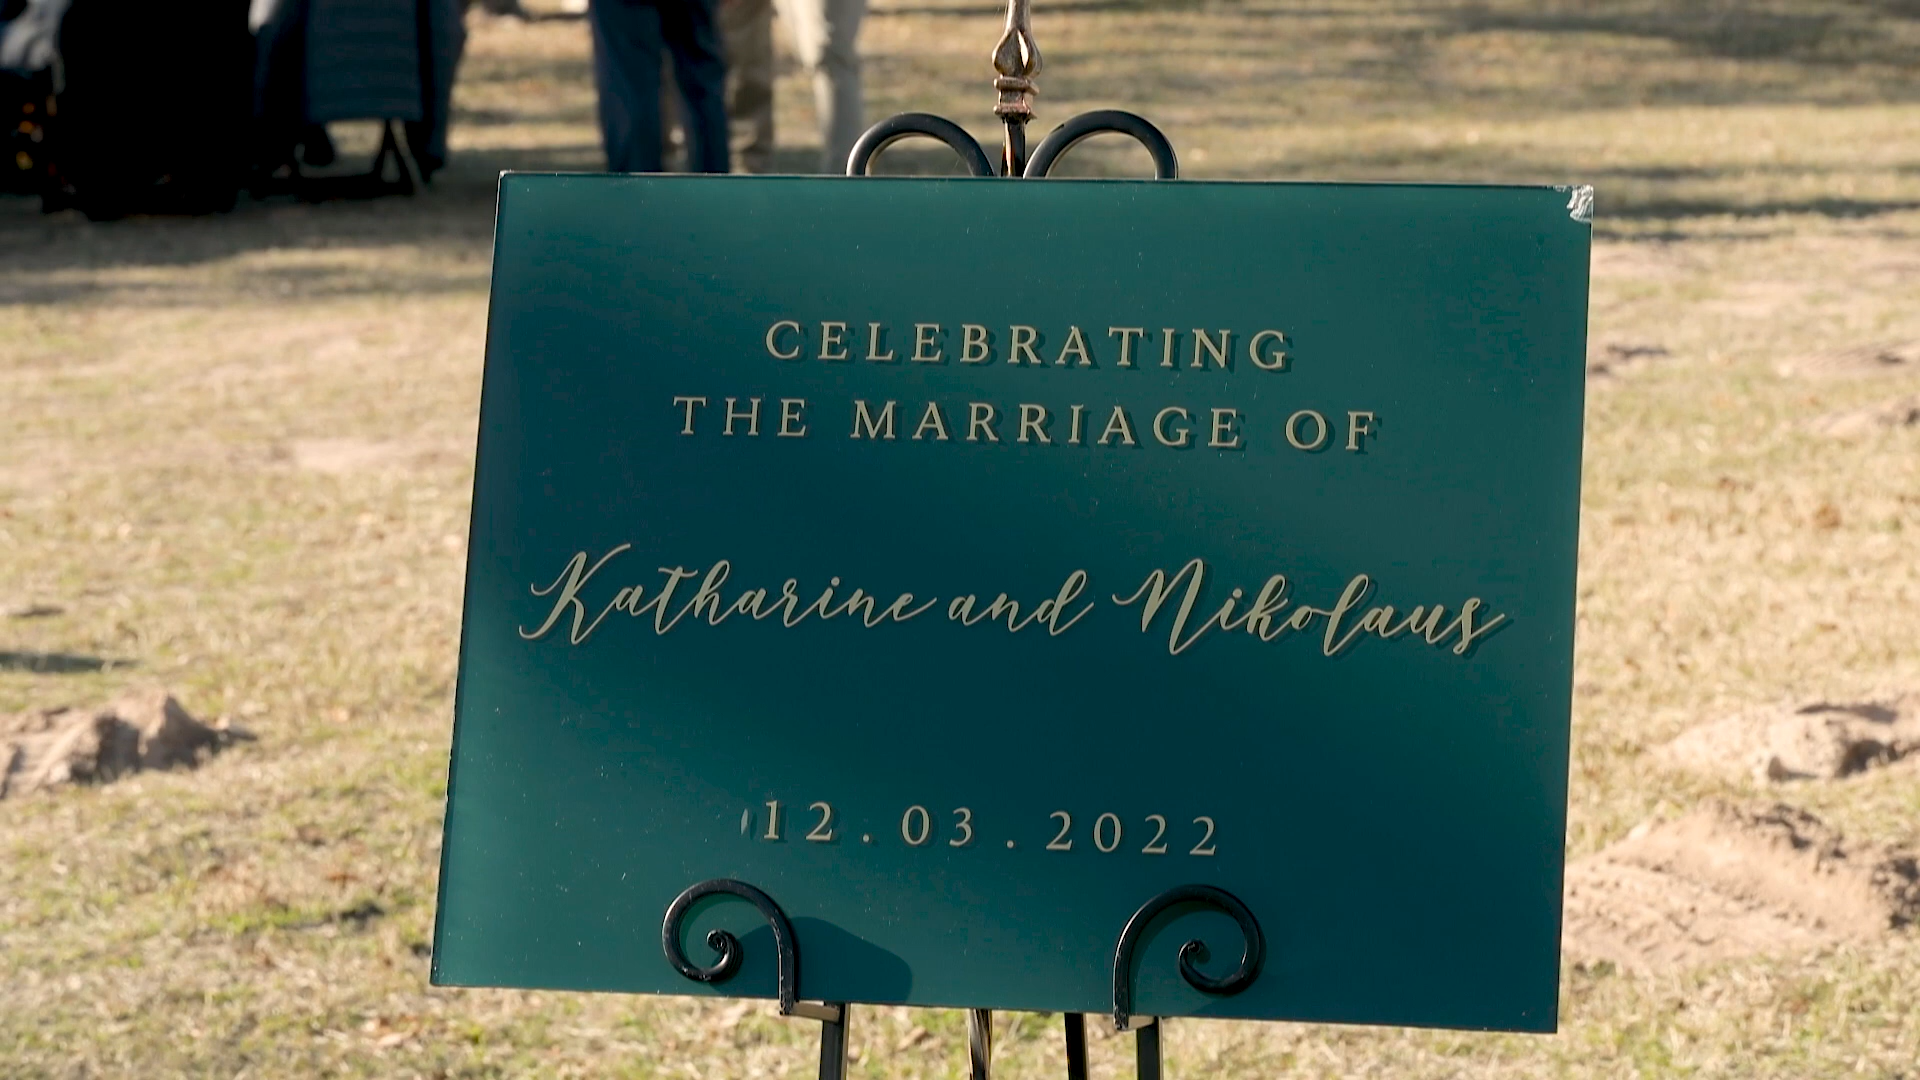 CELEBRATING
THE MARRIAGE OF
Katharine and Nikolaus
12.03.2022